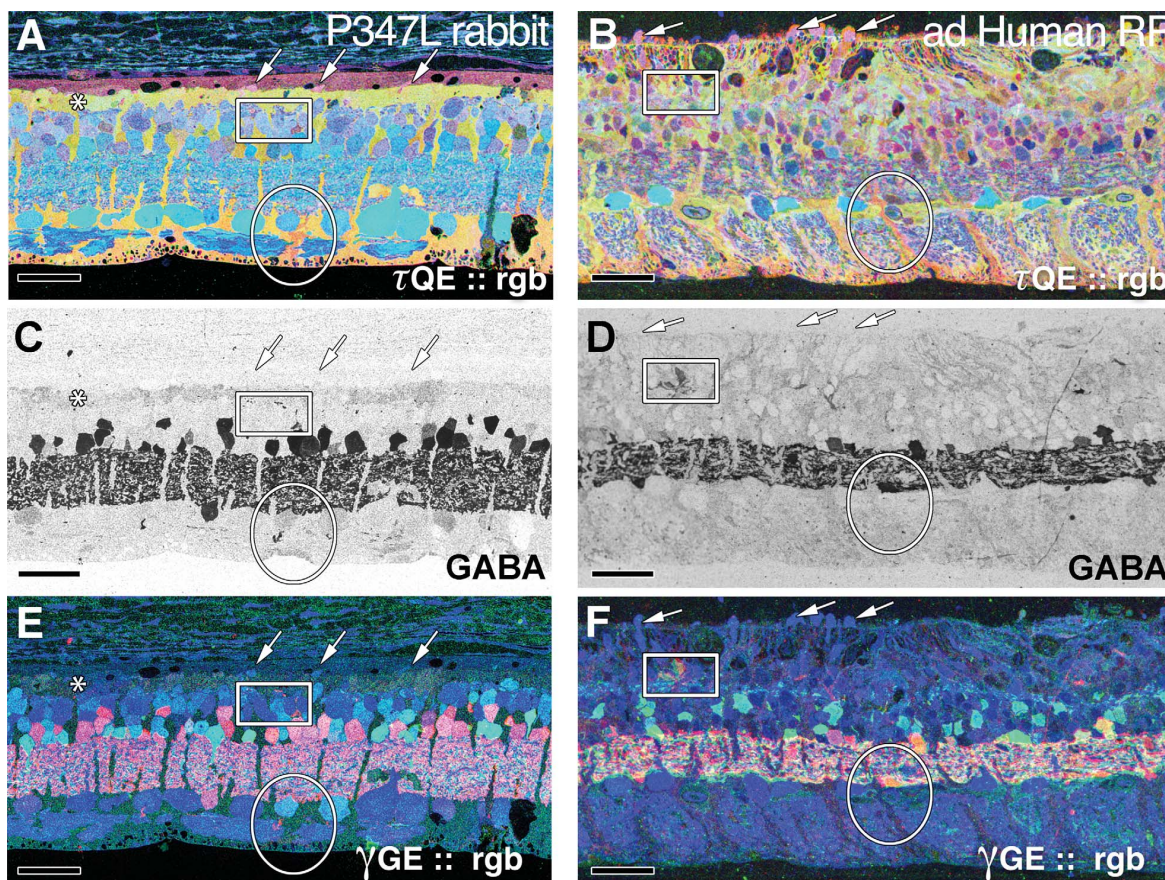 A
P347L rabbit
*
τQE :: rgb
B
ad Human RP
τQE :: rgb
C
*
GABA
D
GABA
E
*
γGE :: rgb
F
γGE :: rgb